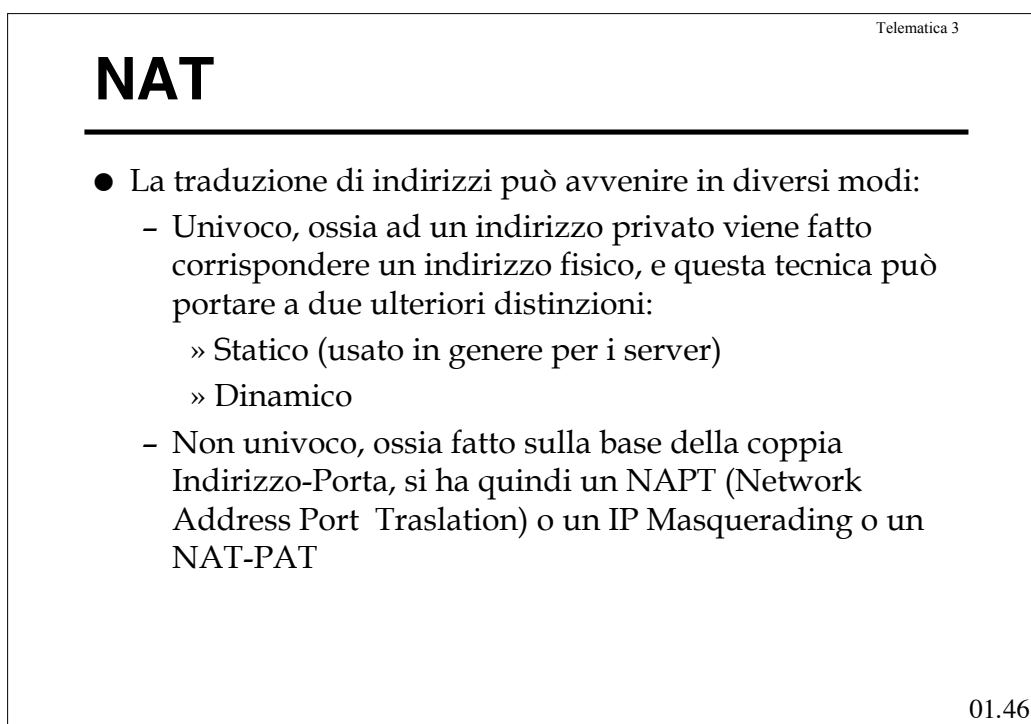 Telematica 3
NAT
● La traduzione di indirizzi può avvenire in diversi modi:
– Univoco, ossia ad un indirizzo privato viene fatto
corrispondere un indirizzo fisico, e questa tecnica può
portare a due ulteriori distinzioni:
» Statico (usato in genere per i server)
» Dinamico
– Non univoco, ossia fatto sulla base della coppia
Indirizzo-Porta, si ha quindi un NAPT (Network
Address Port Traslation) o un IP Masquerading o un
NAT-PAT
01.46